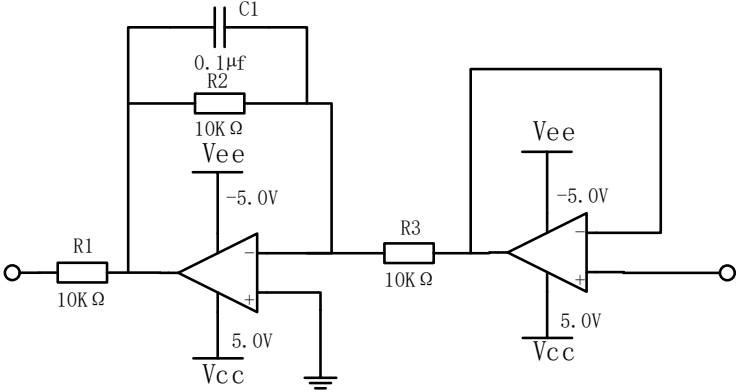 C1
0.1μf
R2
10KΩ
Vee
-5.0V
R1
10KΩ
-
+
5.0V
Vcc
R3
10KΩ
Vee
-5.0V
-
+
5.0V
Vcc